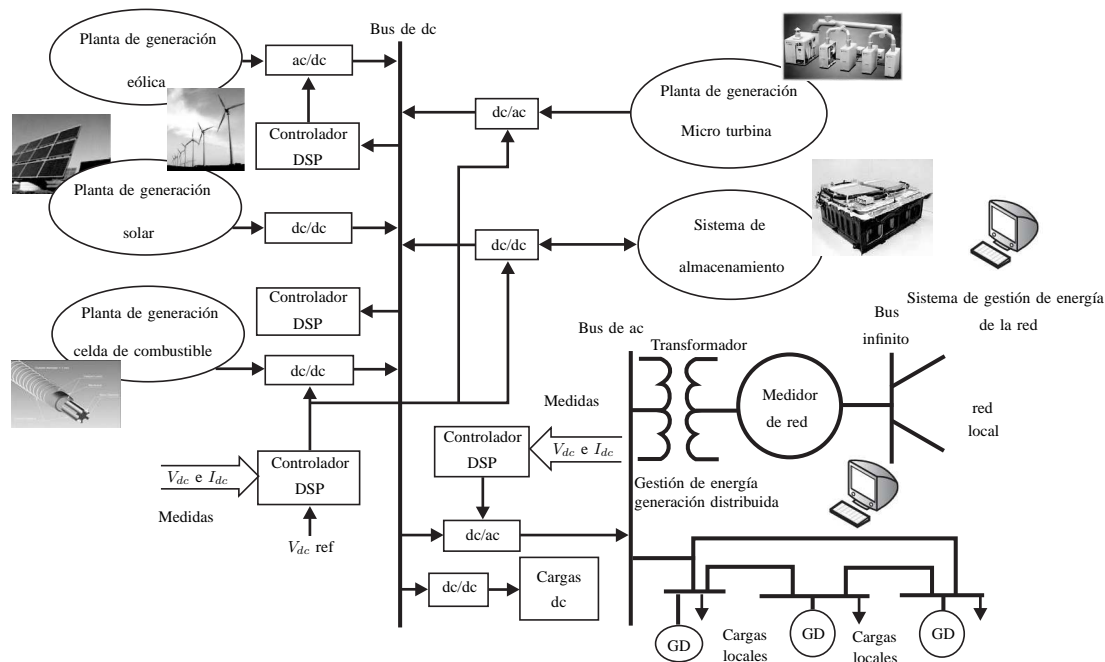 Planta de generación
eólica
ac/dc
Bus de dc
Controlador
DSP
Planta de generación
solar
dc/dc
Controlador
DSP
Planta de generación
celda de combustible
dc/dc
V_dc e I_dc
Medidas
Controlador
DSP
V_dc ref
dc/ac
Planta de generación
Micro turbina
dc/dc
Sistema de
almacenamiento
Sistema de gestión de energía
de la red
Bus de ac
Transformador
Bus
infinito
Medidor
de red
red
local
Medidas
Controlador
DSP
V_dc e I_dc
Gestión de energía
generación distribuida
dc/ac
dc/dc
Cargas
dc
GD
Cargas
locales
GD
Cargas
locales
GD